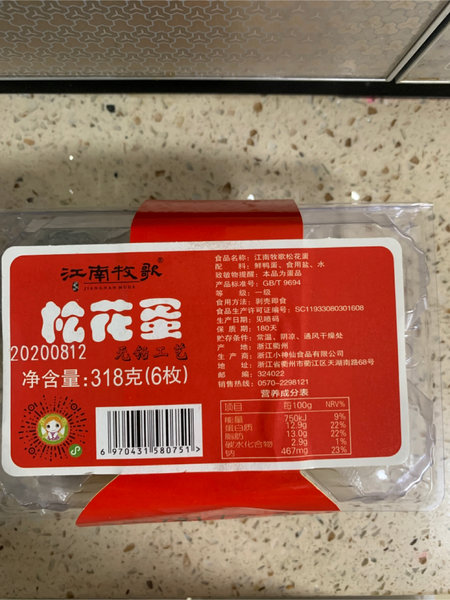 江南牧歌®
JIANGNAN MUGE
松花蛋
20200812
无铅工艺
净含量:318克(6枚)
6 970431 580751
食品名称: 江南牧歌松花蛋
配 料: 鲜鸭蛋、食用盐、水
致敏物提醒: 本品为蛋品
产品标准号: GB/T 9694
等 级: 一级
食用方法: 剥壳即食
食品生产许可证编号: SC11933080301608
生产日期: 见喷码
保 质 期: 180天
贮存条件: 常温、阴凉、通风干燥处
产 地: 浙江衢州
生 产 商: 浙江小神仙食品有限公司
地 址: 浙江省衢州市衢江区天湖南路68号
邮 编: 324022
销售热线: 0570-2298121
营养成分表
项目 每100g NRV%
能量 750kJ 9%
蛋白质 12.9g 22%
脂肪 13.0g 22%
碳水化合物 2.9g 1%
钠 467mg 23%